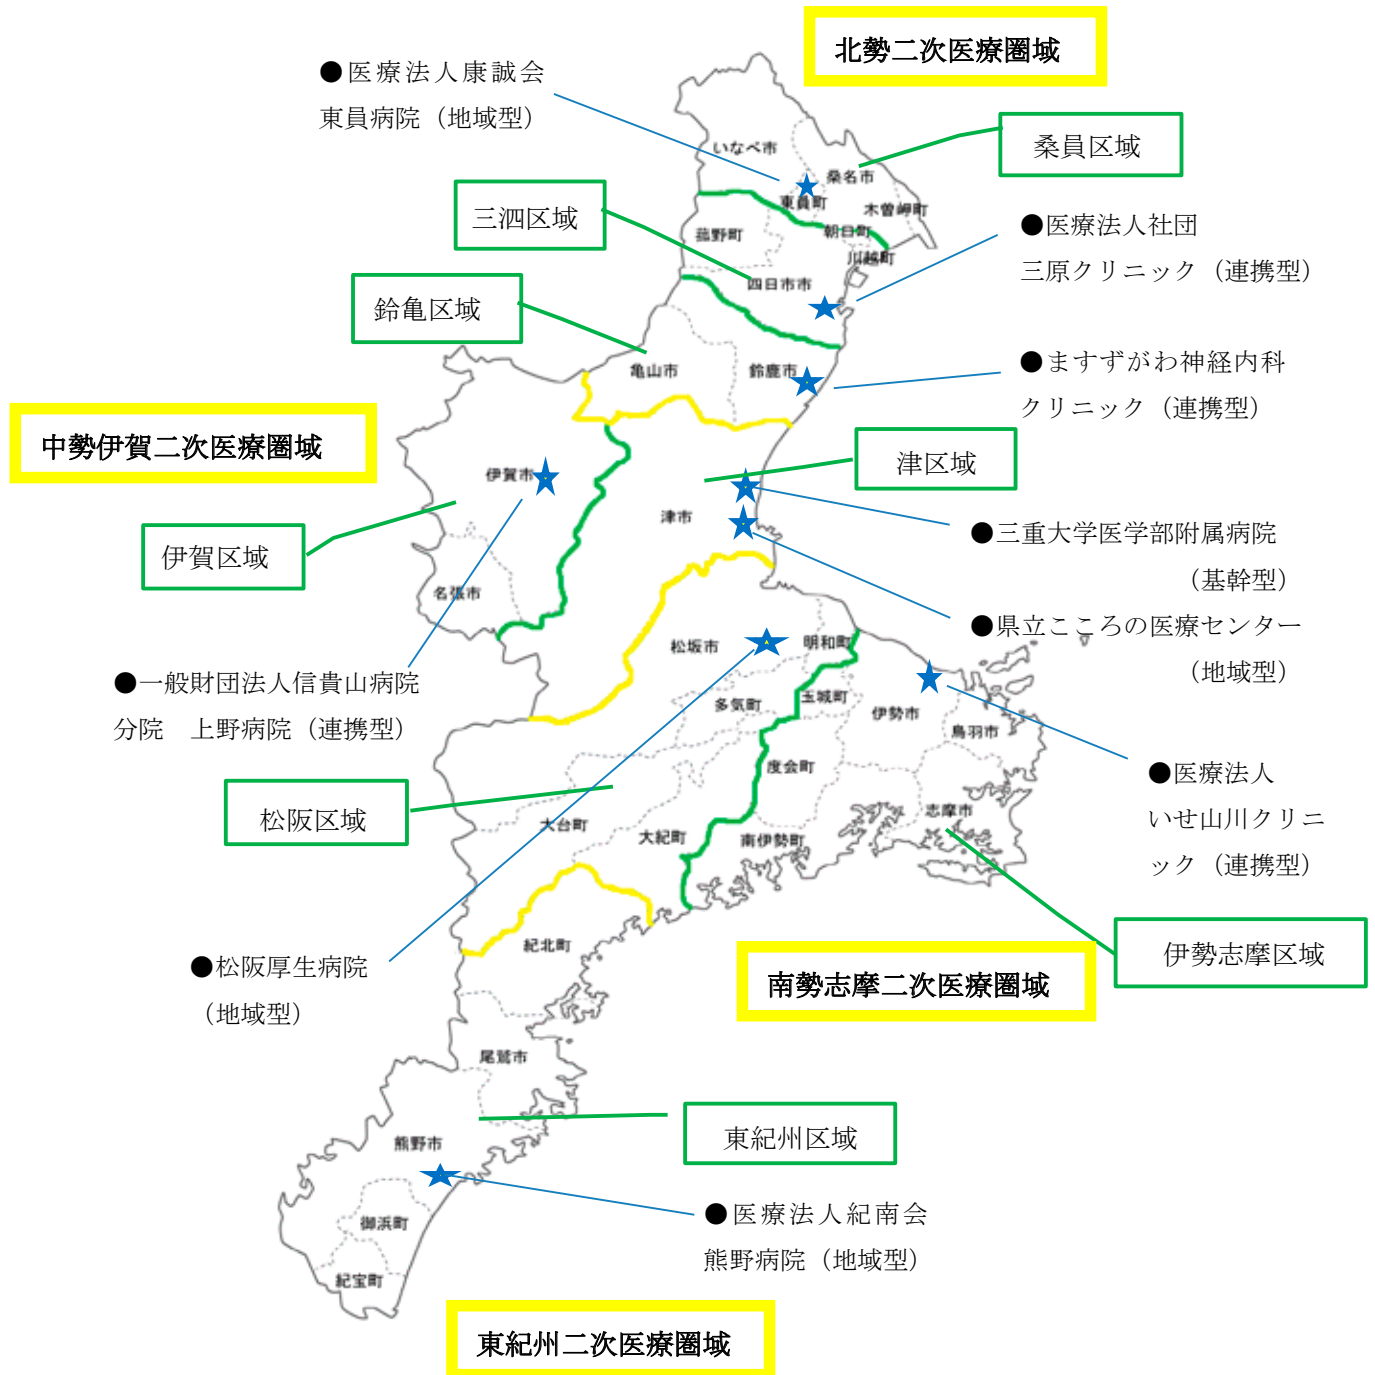 北勢二次医療圏域
●医療法人康誠会
東員病院（地域型）
桑員区域
いなべ市
桑名市
東員町
木曽岬町
三泗区域
菰野町
朝日町
川越町
●医療法人社団
三原クリニック（連携型）
四日市市
鈴亀区域
亀山市
鈴鹿市
●ますずがわ神経内科
クリニック（連携型）
中勢伊賀二次医療圏域
津区域
伊賀市
津市
伊賀区域
●三重大学医学部附属病院
（基幹型）
名張市
●県立こころの医療センター
（地域型）
松坂市
明和町
●一般財団法人信貴山病院
分院　上野病院（連携型）
多気町
玉城町
伊勢市
鳥羽市
度会町
●医療法人
いせ山川クリニ
ック（連携型）
松阪区域
大台町
大紀町
南伊勢町
志摩市
伊勢志摩区域
紀北町
●松阪厚生病院
（地域型）
南勢志摩二次医療圏域
尾鷲市
東紀州区域
熊野市
●医療法人紀南会
熊野病院（地域型）
御浜町
紀宝町
東紀州二次医療圏域